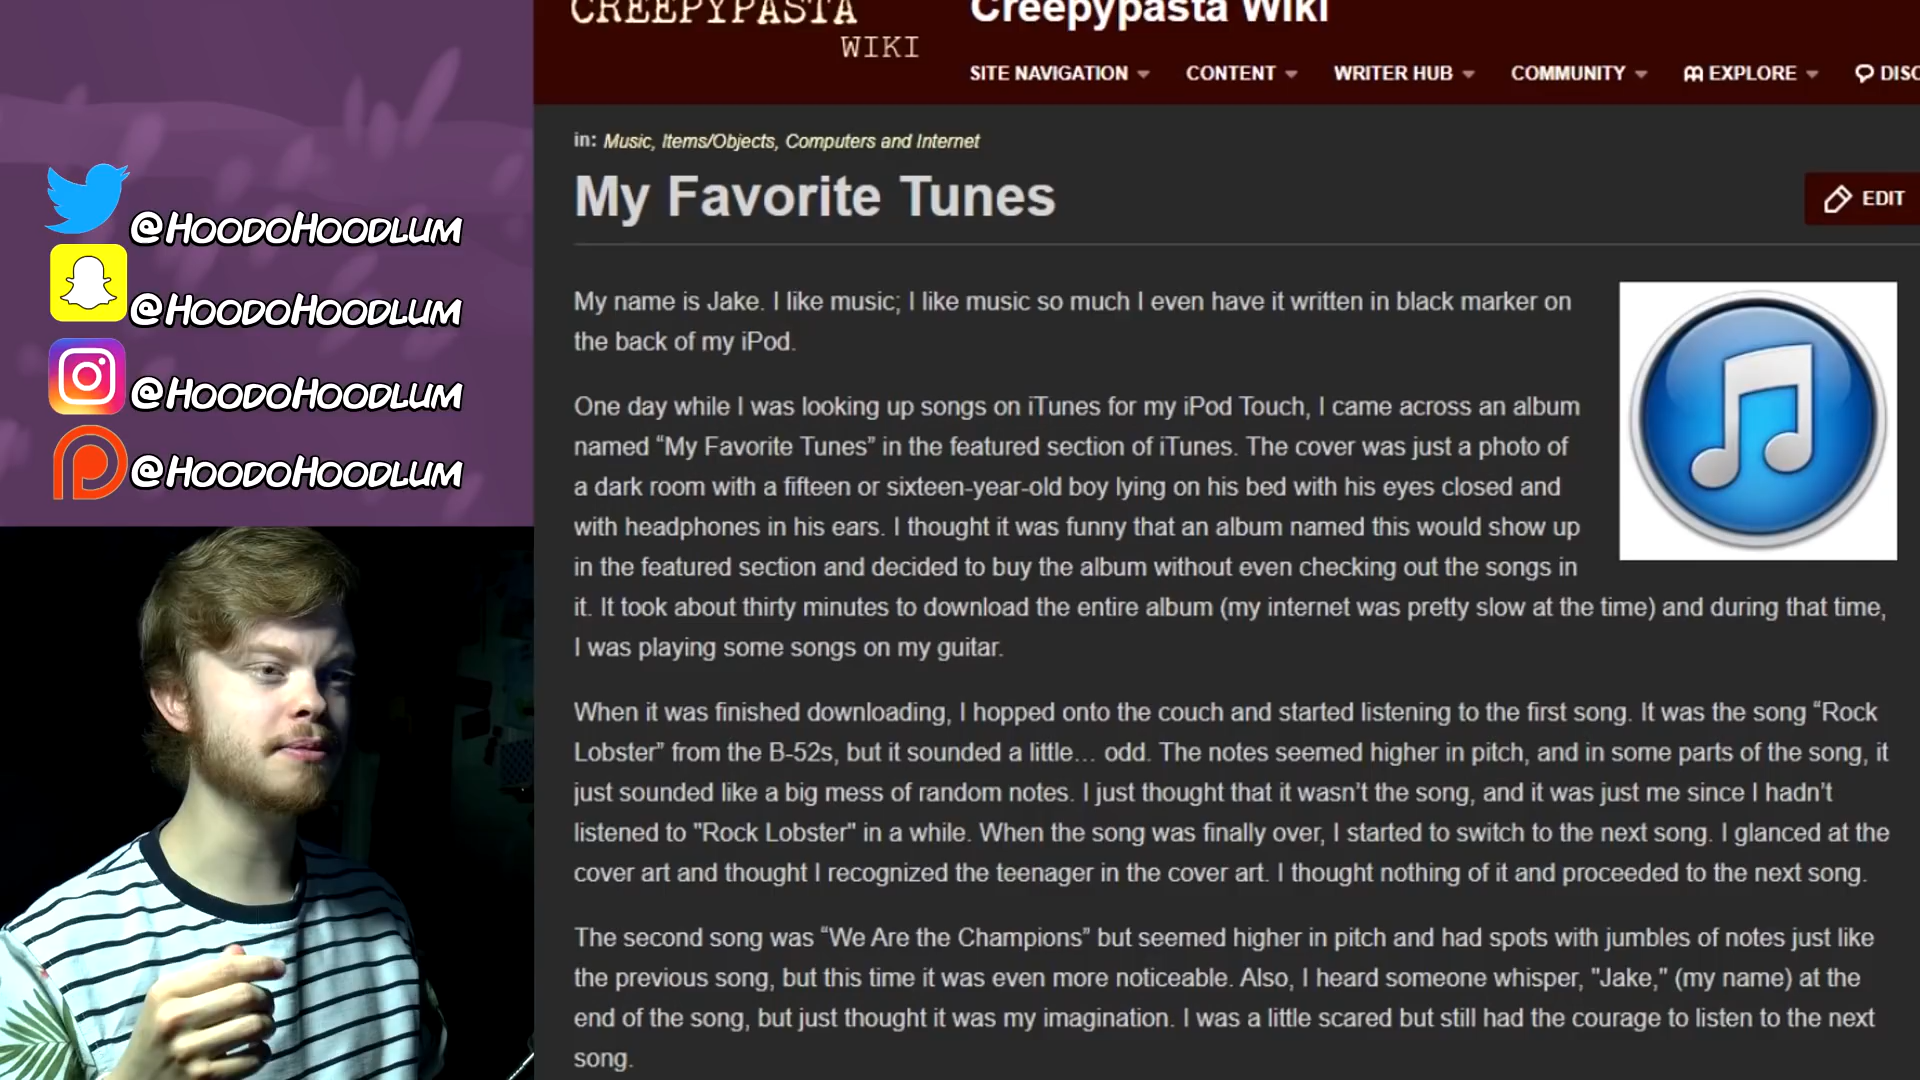 CREEPYPASTA
WIKI
Creepypasta Wiki
SITE NAVIGATION
CONTENT
WRITER HUB
COMMUNITY
EXPLORE
in: Music, Items/Objects, Computers and Internet
My Favorite Tunes
EDIT
@HOODOHOODLUM
@HOODOHOODLUM
@HOODOHOODLUM
@HOODOHOODLUM
My name is Jake. I like music; I like music so much I even have it written in black marker on
the back of my iPod.
One day while I was looking up songs on iTunes for my iPod Touch, I came across an album
named “My Favorite Tunes” in the featured section of iTunes. The cover was just a photo of
a dark room with a fifteen or sixteen-year-old boy lying on his bed with his eyes closed and
with headphones in his ears. I thought it was funny that an album named this would show up
in the featured section and decided to buy the album without even checking out the songs in
it. It took about thirty minutes to download the entire album (my internet was pretty slow at the time) and during that time,
I was playing some songs on my guitar.
When it was finished downloading, I hopped onto the couch and started listening to the first song. It was the song “Rock
Lobster” from the B-52s, but it sounded a little… odd. The notes seemed higher in pitch, and in some parts of the song, it
just sounded like a big mess of random notes. I just thought that it wasn’t the song, and it was just me since I hadn’t
listened to "Rock Lobster" in a while. When the song was finally over, I started to switch to the next song. I glanced at the
cover art and thought I recognized the teenager in the cover art. I thought nothing of it and proceeded to the next song.
The second song was “We Are the Champions” but seemed higher in pitch and had spots with jumbles of notes just like
the previous song, but this time it was even more noticeable. Also, I heard someone whisper, "Jake," (my name) at the
end of the song, but just thought it was my imagination. I was a little scared but still had the courage to listen to the next
song.